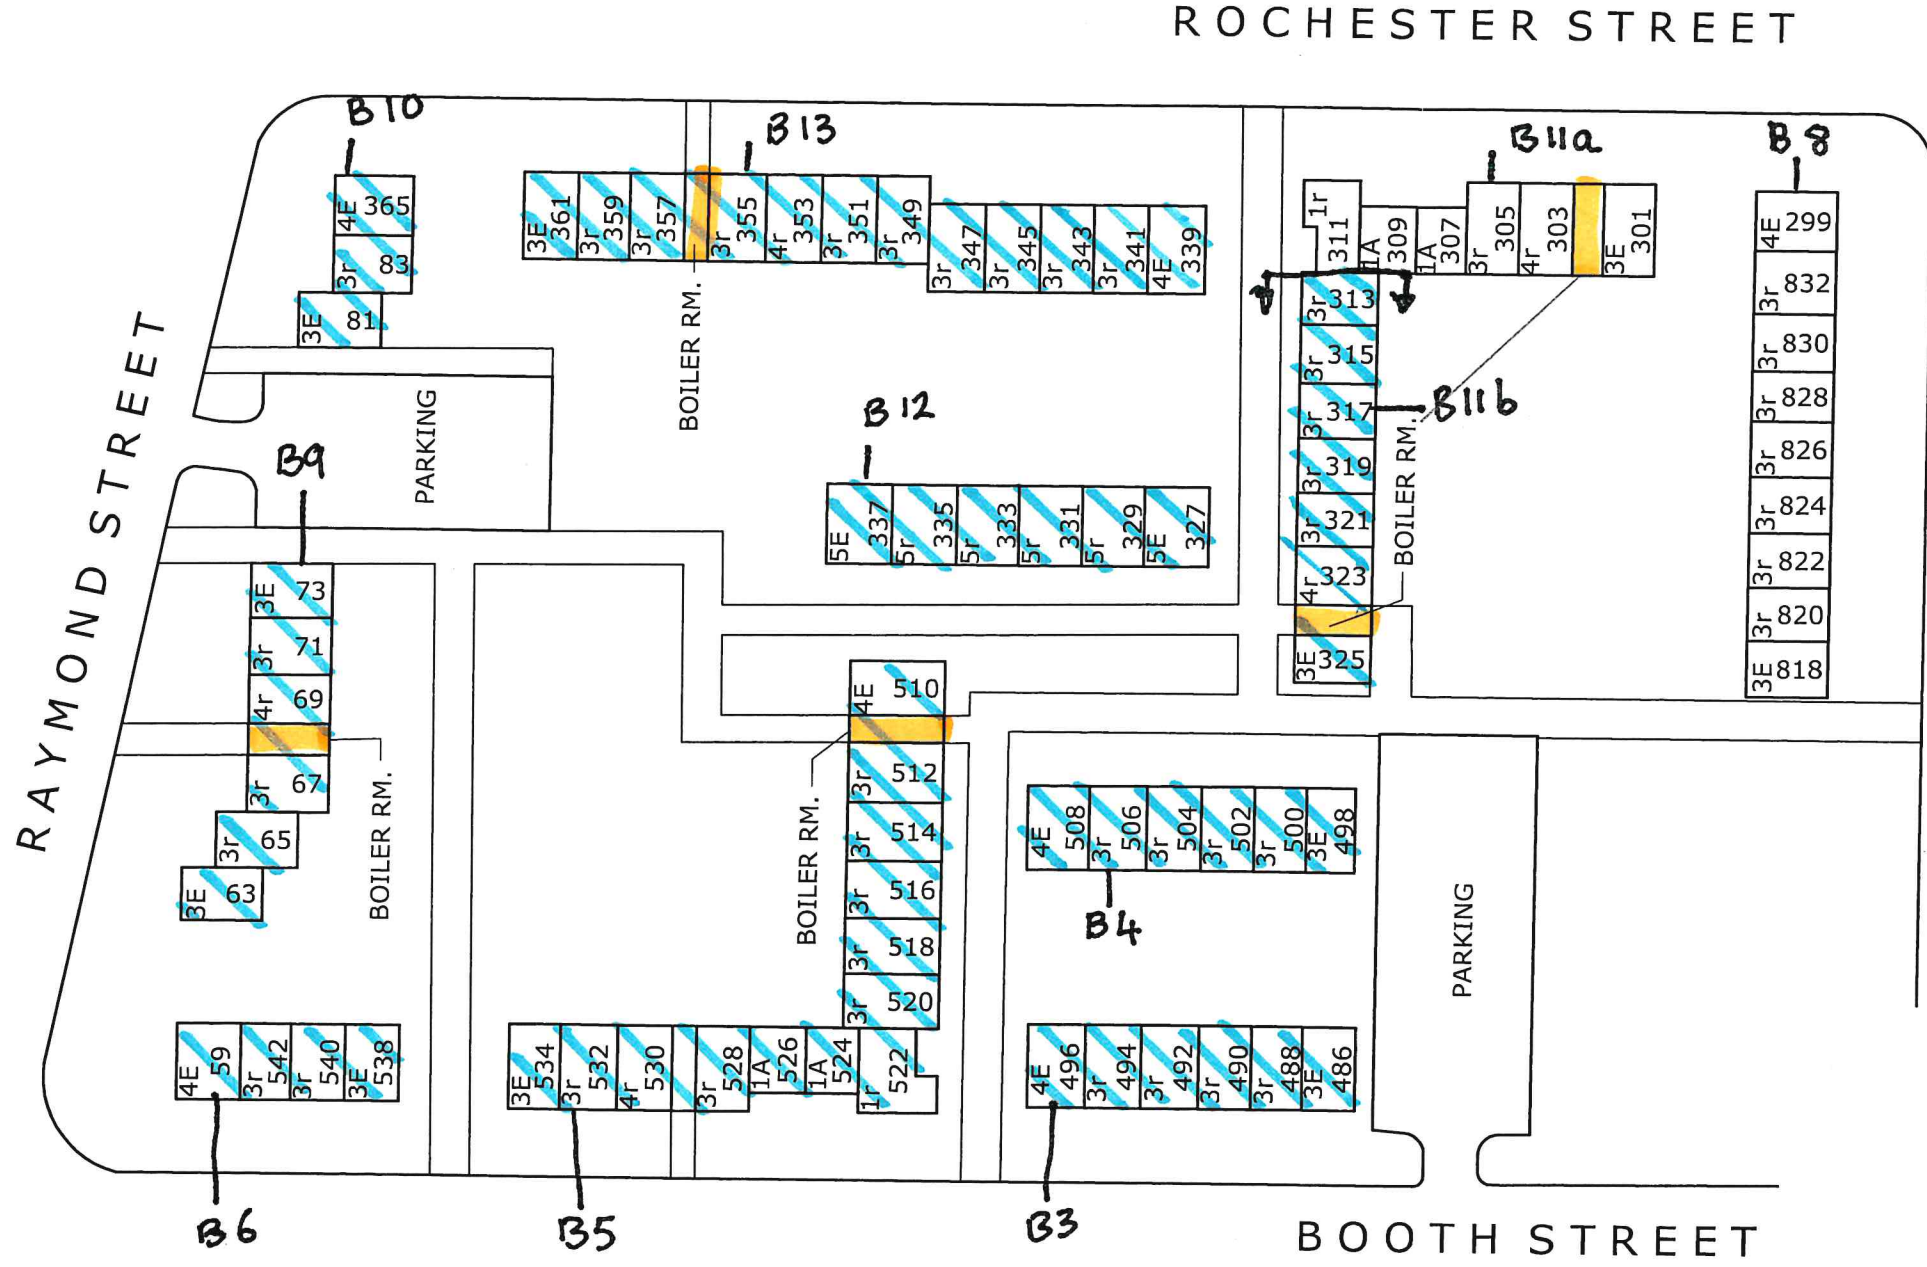 ROCHESTER STREET
B10
B13
B11a
B8
4E 365
3r 83
3E 81
3E 361
3r 359
3r 357
3r 355
4r 353
3r 351
3r 349
3r 347
3r 345
3r 343
3r 341
4E 339
BOILER RM.
1r 311
1A 309
1A 307
3r 305
4r 303
3E 301
4E 299
3r 832
3r 830
3r 828
3r 826
3r 824
3r 822
3r 820
3E 818
3r 313
3r 315
3r 317
3r 319
3r 321
4r 323
3E 325
B11b
BOILER RM.
RAYMOND STREET
PARKING
B12
5E 337
5r 335
5r 333
5r 331
5r 329
5E 327
B9
3E 73
3r 71
4r 69
3r 67
3r 65
3E 63
BOILER RM.
4E 510
3r 512
3r 514
3r 516
3r 518
3r 520
BOILER RM.
4E 508
3r 506
3r 504
3r 502
3r 500
3E 498
B4
PARKING
4E 59
3r 542
3r 540
3E 538
3E 534
3r 532
4r 530
3r 528
1A 526
1A 524
1r 522
4E 496
3r 494
3r 492
3r 490
3r 488
3E 486
B6
B5
B3
BOOTH STREET